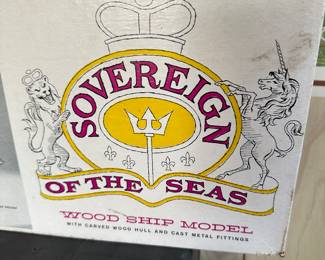 SOVEREIGN
OF THE SEAS
WOOD SHIP MODEL
WITH CARVED WOOD HULL AND CAST METAL FITTINGS